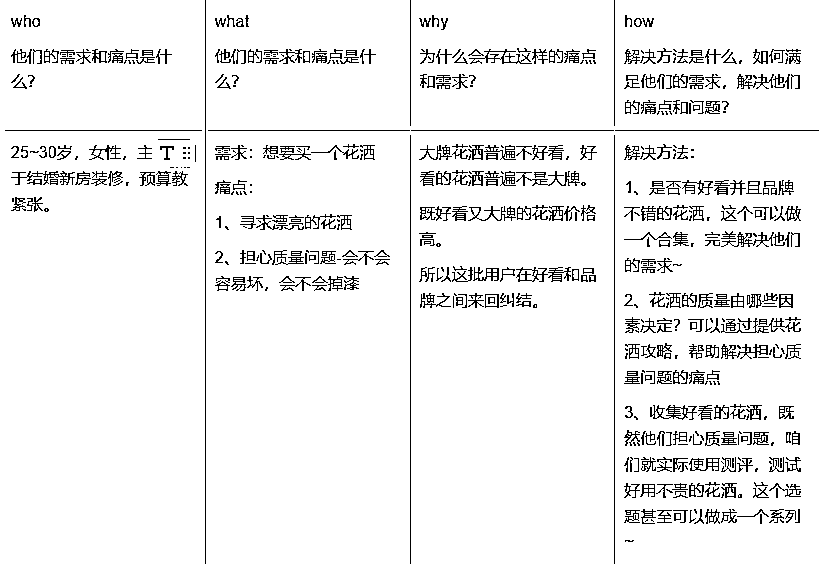 who
他们的需求和痛点是什
么?
what
他们的需求和痛点是什
么?
why
为什么会存在这样的痛点
和需求?
how
解决方法是什么，如何满
足他们的需求，解决他们
的痛点和问题?
25~30岁，女性，主
于结婚新房装修，预算教
紧张。
需求：想要买一个花洒
痛点：
1、寻求漂亮的花洒
2、担心质量问题-会不会
容易坏，会不会掉漆
大牌花洒普遍不好看，好
看的花洒普遍不是大牌。
既好看又大牌的花洒价格
高。
所以这批用户在好看和品
牌之间来回纠结。
解决方法：
1、是否有好看并且品牌
不错的花洒，这个可以做
一个合集，完美解决他们
的需求~
2、花洒的质量由哪些因
素决定？可以通过提供花
洒攻略，帮助解决担心质
量问题的痛点
3、收集好看的花洒，既
然他们担心质量问题，咱
们就实际使用测评，测试
好用不贵的花洒。这个选
题甚至可以做成一个系列
~